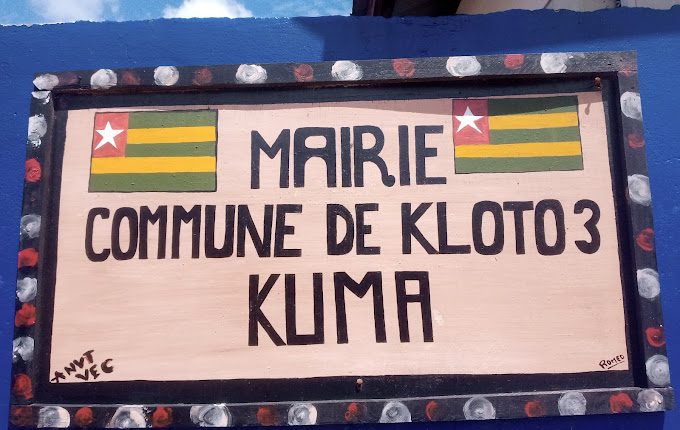 MAIRIE
COMMUNE DE KLOTO 3
KUMA
ANVT
VEC
ROMEO